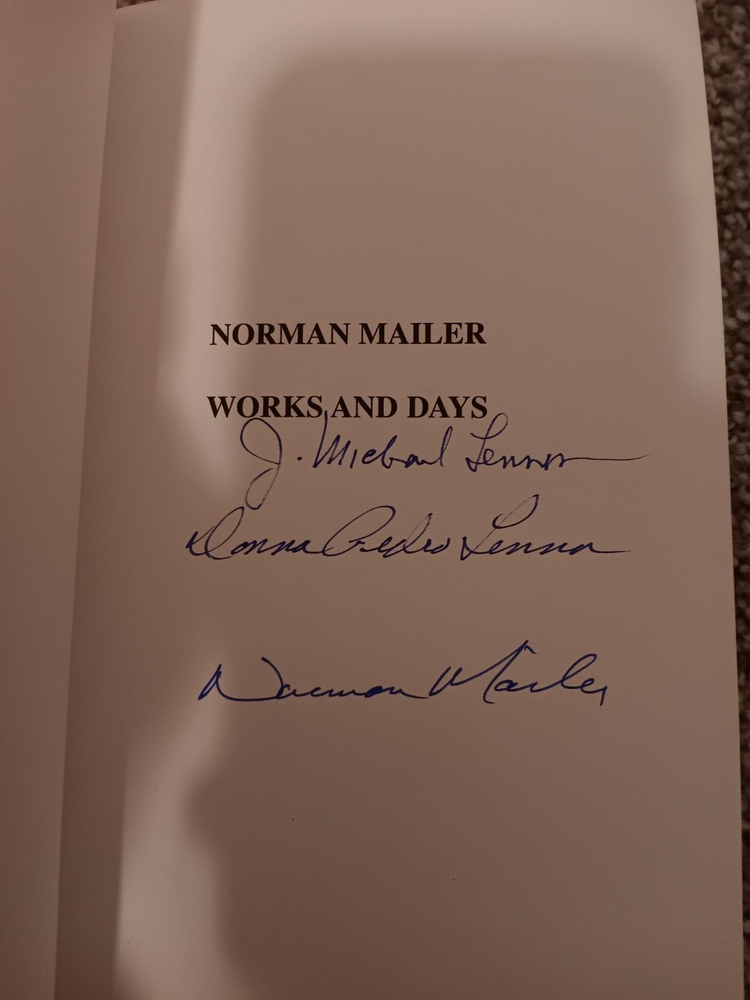 NORMAN MAILER
WORKS AND DAYS
J. Michael Lennon
Donna Pedro Lennon
Norman Mailer